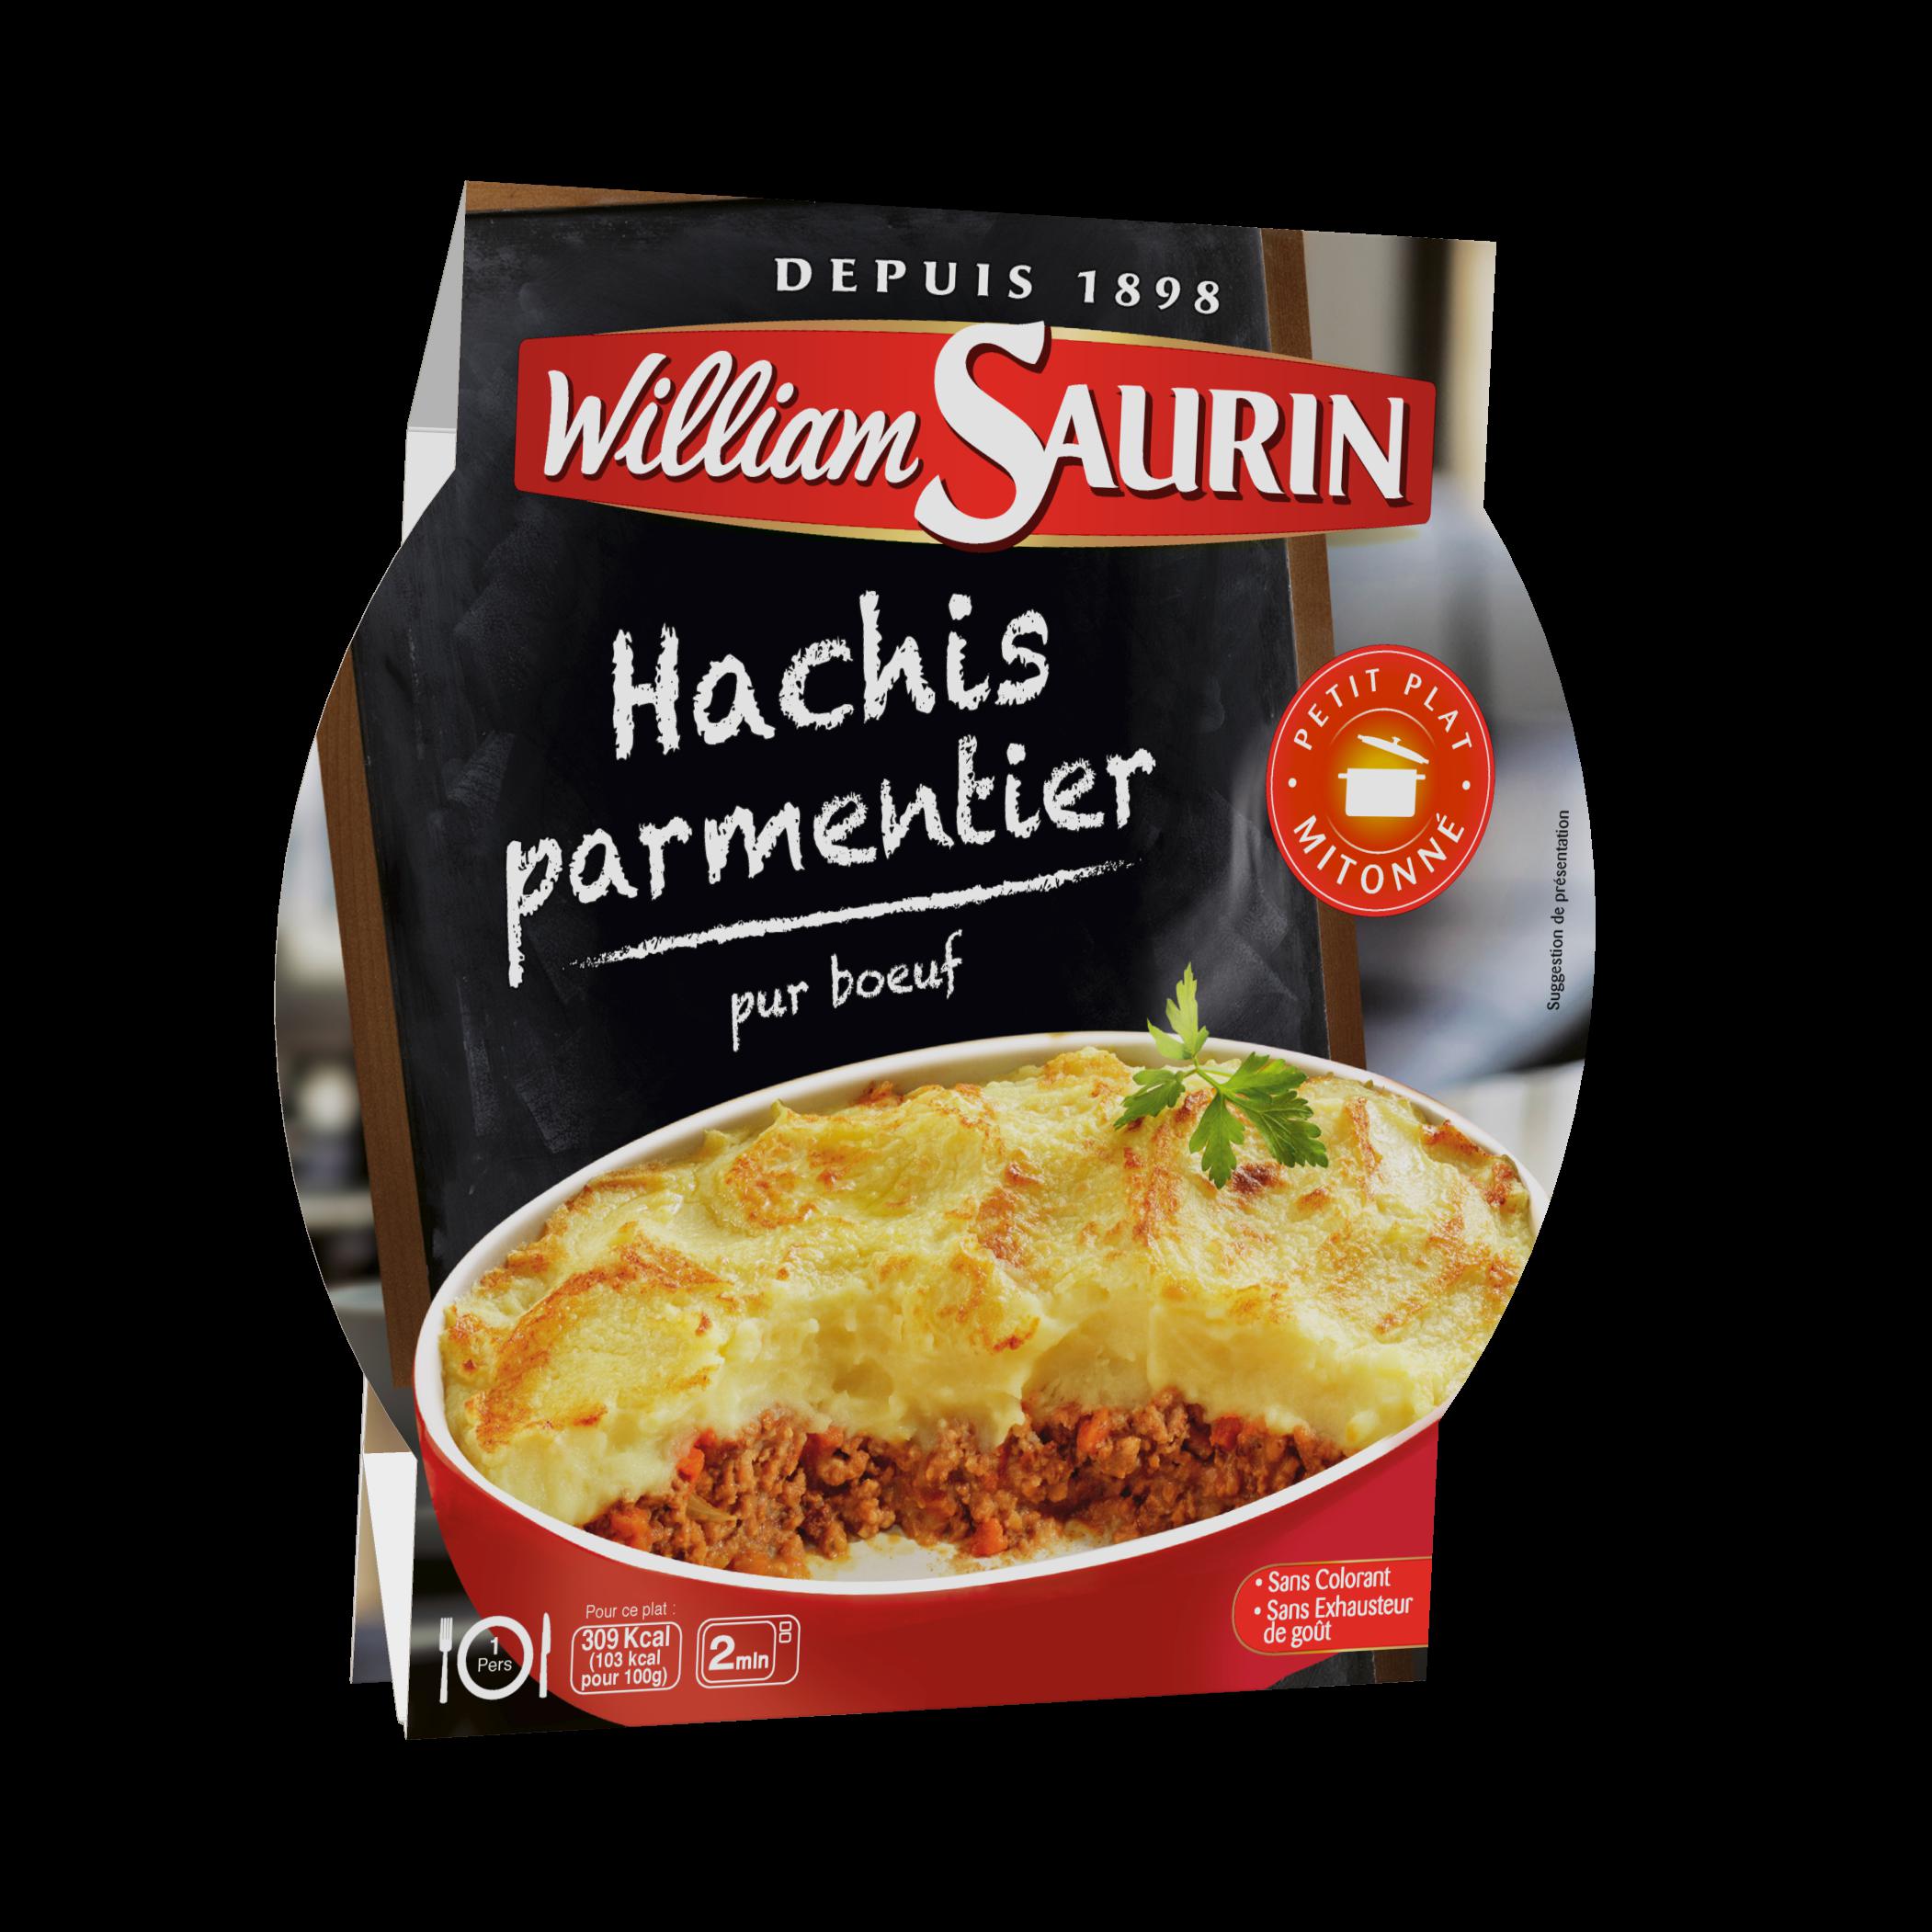 DEPUIS 1898
William SAURIN
Hachis
parmentier
pur boeuf
PETIT PLAT
MITONNÉ
Suggestion de présentation
• Sans Colorant
• Sans Exhausteur
de goût
1
Pers
Pour ce plat :
309 Kcal
(103 kcal
pour 100g)
2min